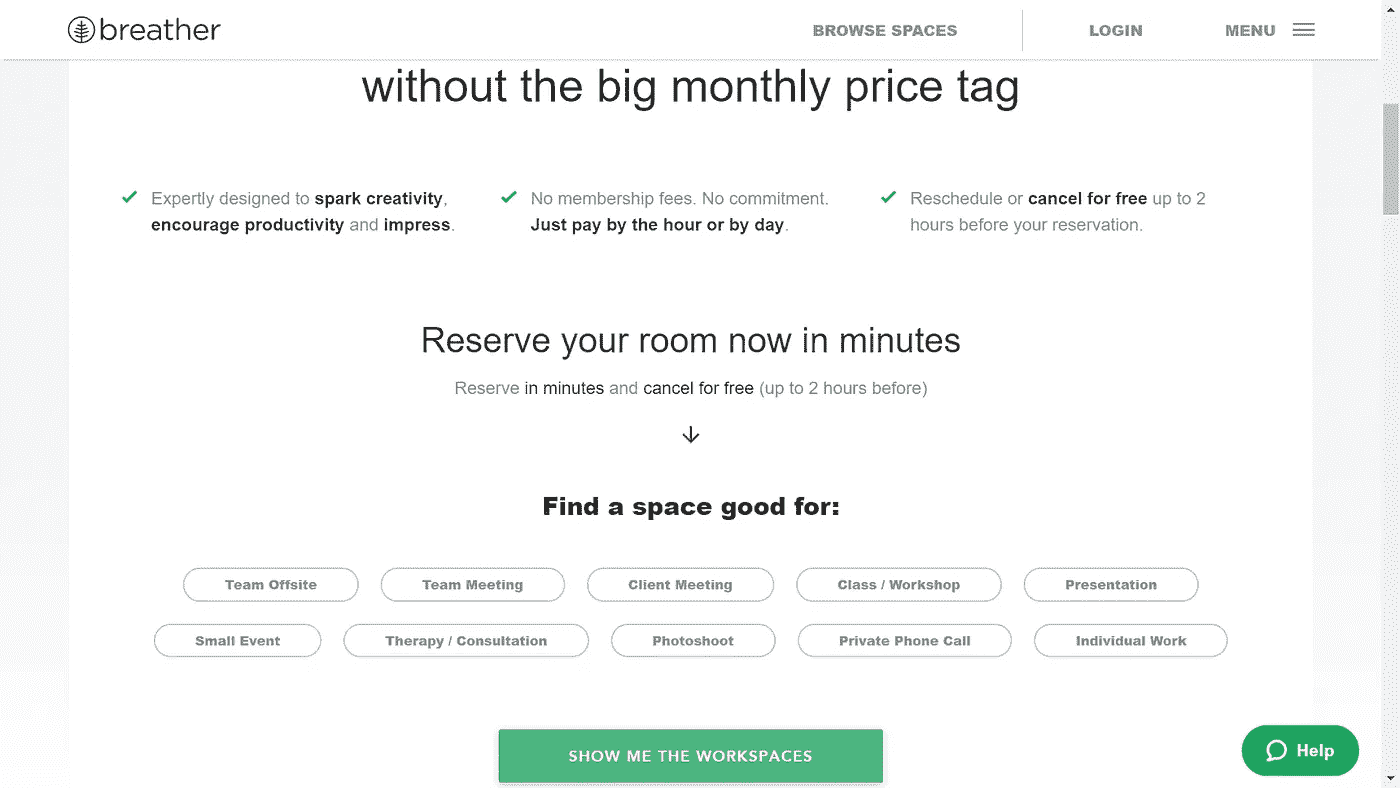 breather
BROWSE SPACES
LOGIN
MENU
without the big monthly price tag
Expertly designed to spark creativity,
encourage productivity and impress.
No membership fees. No commitment.
Just pay by the hour or by day.
Reschedule or cancel for free up to 2
hours before your reservation.
Reserve your room now in minutes
Reserve in minutes and cancel for free (up to 2 hours before)
Find a space good for:
Team Offsite
Team Meeting
Client Meeting
Class / Workshop
Presentation
Small Event
Therapy / Consultation
Photoshoot
Private Phone Call
Individual Work
SHOW ME THE WORKSPACES
Help